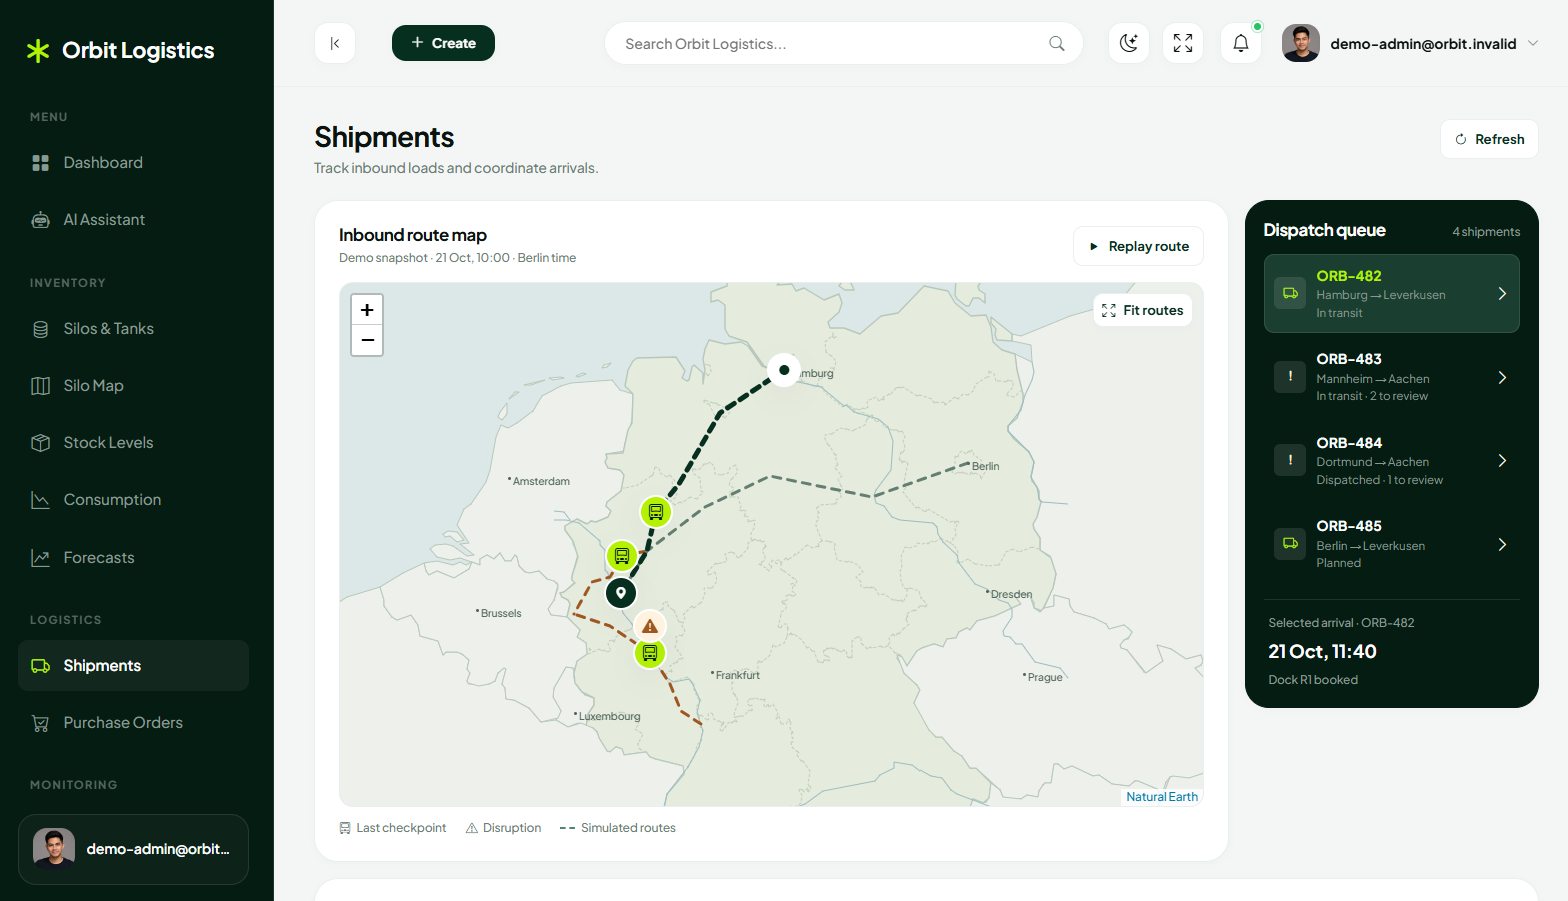 Orbit Logistics
MENU
Dashboard
AI Assistant
INVENTORY
Silos & Tanks
Silo Map
Stock Levels
Consumption
Forecasts
LOGISTICS
Shipments
Purchase Orders
MONITORING
demo-admin@orbit...
+ Create
Search Orbit Logistics...
demo-admin@orbit.invalid
Shipments
Track inbound loads and coordinate arrivals.
Refresh
Inbound route map
Demo snapshot · 21 Oct, 10:00 · Berlin time
Replay route
+
−
Fit routes
mburg
Berlin
Amsterdam
Brussels
Dresden
Frankfurt
Prague
Luxembourg
Natural Earth
Last checkpoint
Disruption
Simulated routes
Dispatch queue
4 shipments
ORB-482
Hamburg → Leverkusen
In transit
!
ORB-483
Mannheim → Aachen
In transit · 2 to review
!
ORB-484
Dortmund → Aachen
Dispatched · 1 to review
ORB-485
Berlin → Leverkusen
Planned
Selected arrival · ORB-482
21 Oct, 11:40
Dock R1 booked